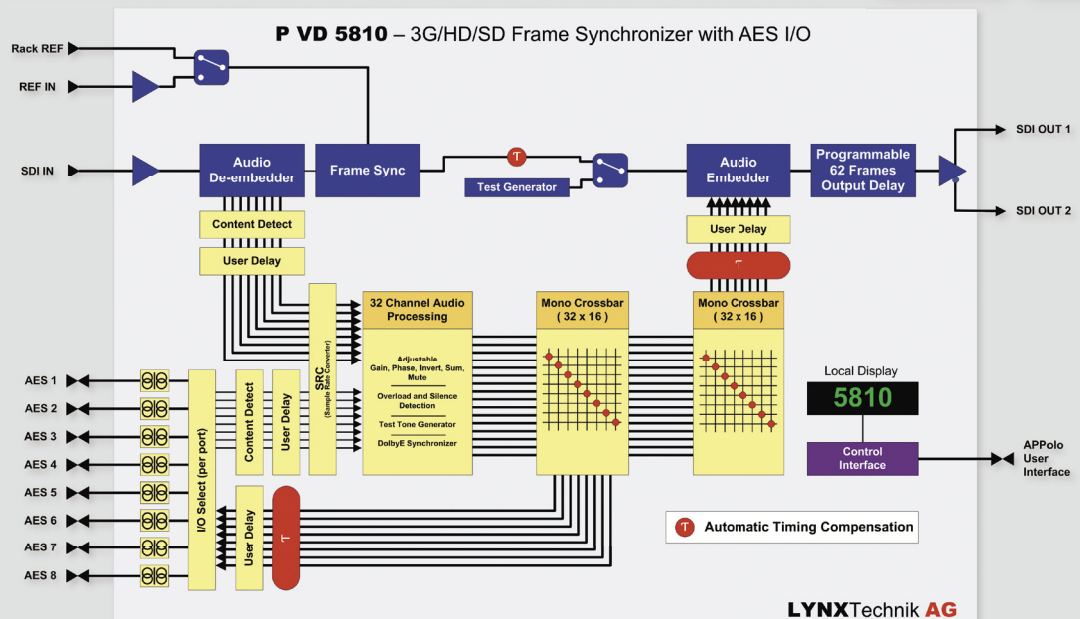 P VD 5810 – 3G/HD/SD Frame Synchronizer with AES I/O
Rack REF
REF IN
SDI IN
Audio
De-embedder
Frame Sync
T
Test Generator
Audio
Embedder
Programmable
62 Frames
Output Delay
SDI OUT 1
SDI OUT 2
Content Detect
User Delay
User Delay
T
SRC
(Sample Rate Converter)
32 Channel Audio
Processing
Adjustable
Gain, Phase, Invert, Sum,
Mute
Overload and Silence
Detection
Test Tone Generator
DolbyE Synchronizer
Mono Crossbar
( 32 x 16 )
Mono Crossbar
( 32 x 16 )
AES 1
AES 2
AES 3
AES 4
AES 5
AES 6
AES 7
AES 8
I/O Select (per port)
Content Detect
User Delay
User Delay
T
Local Display
5810
Control
Interface
APPolo
User
Interface
T Automatic Timing Compensation
LYNXTechnik AG